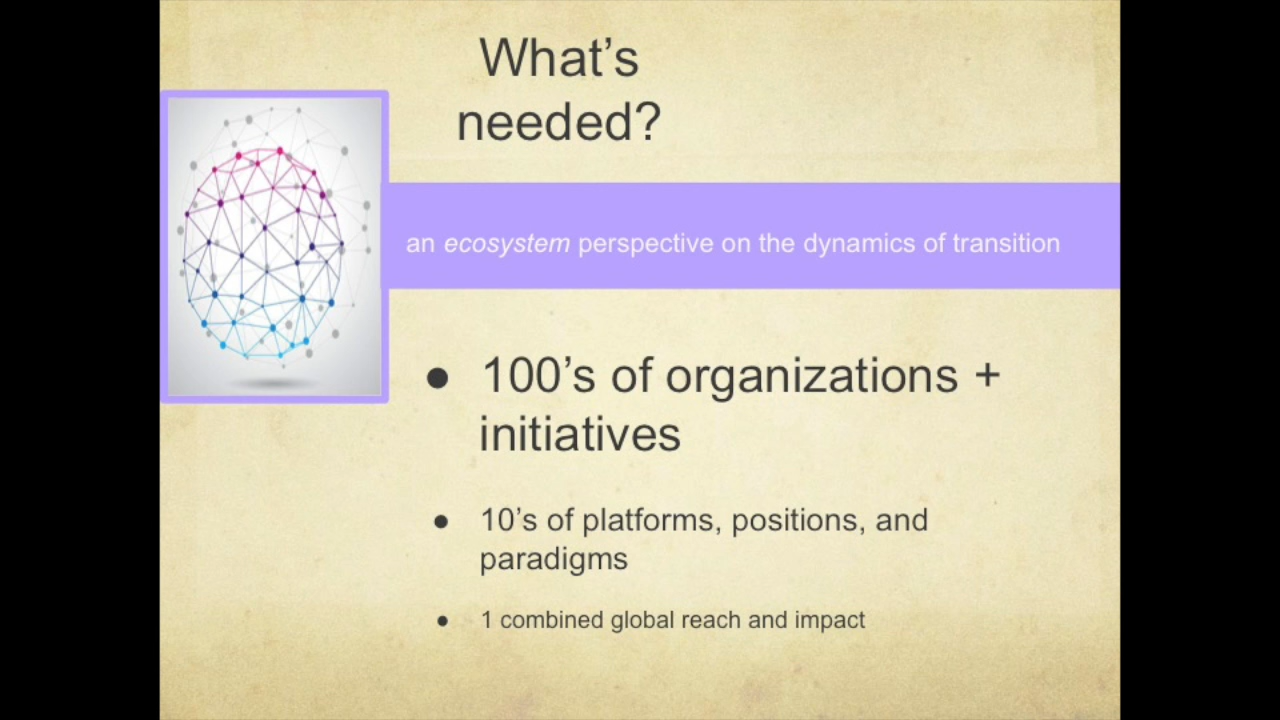 What’s
needed?
an ecosystem perspective on the dynamics of transition
● 100’s of organizations +
initiatives
● 10’s of platforms, positions, and
paradigms
● 1 combined global reach and impact